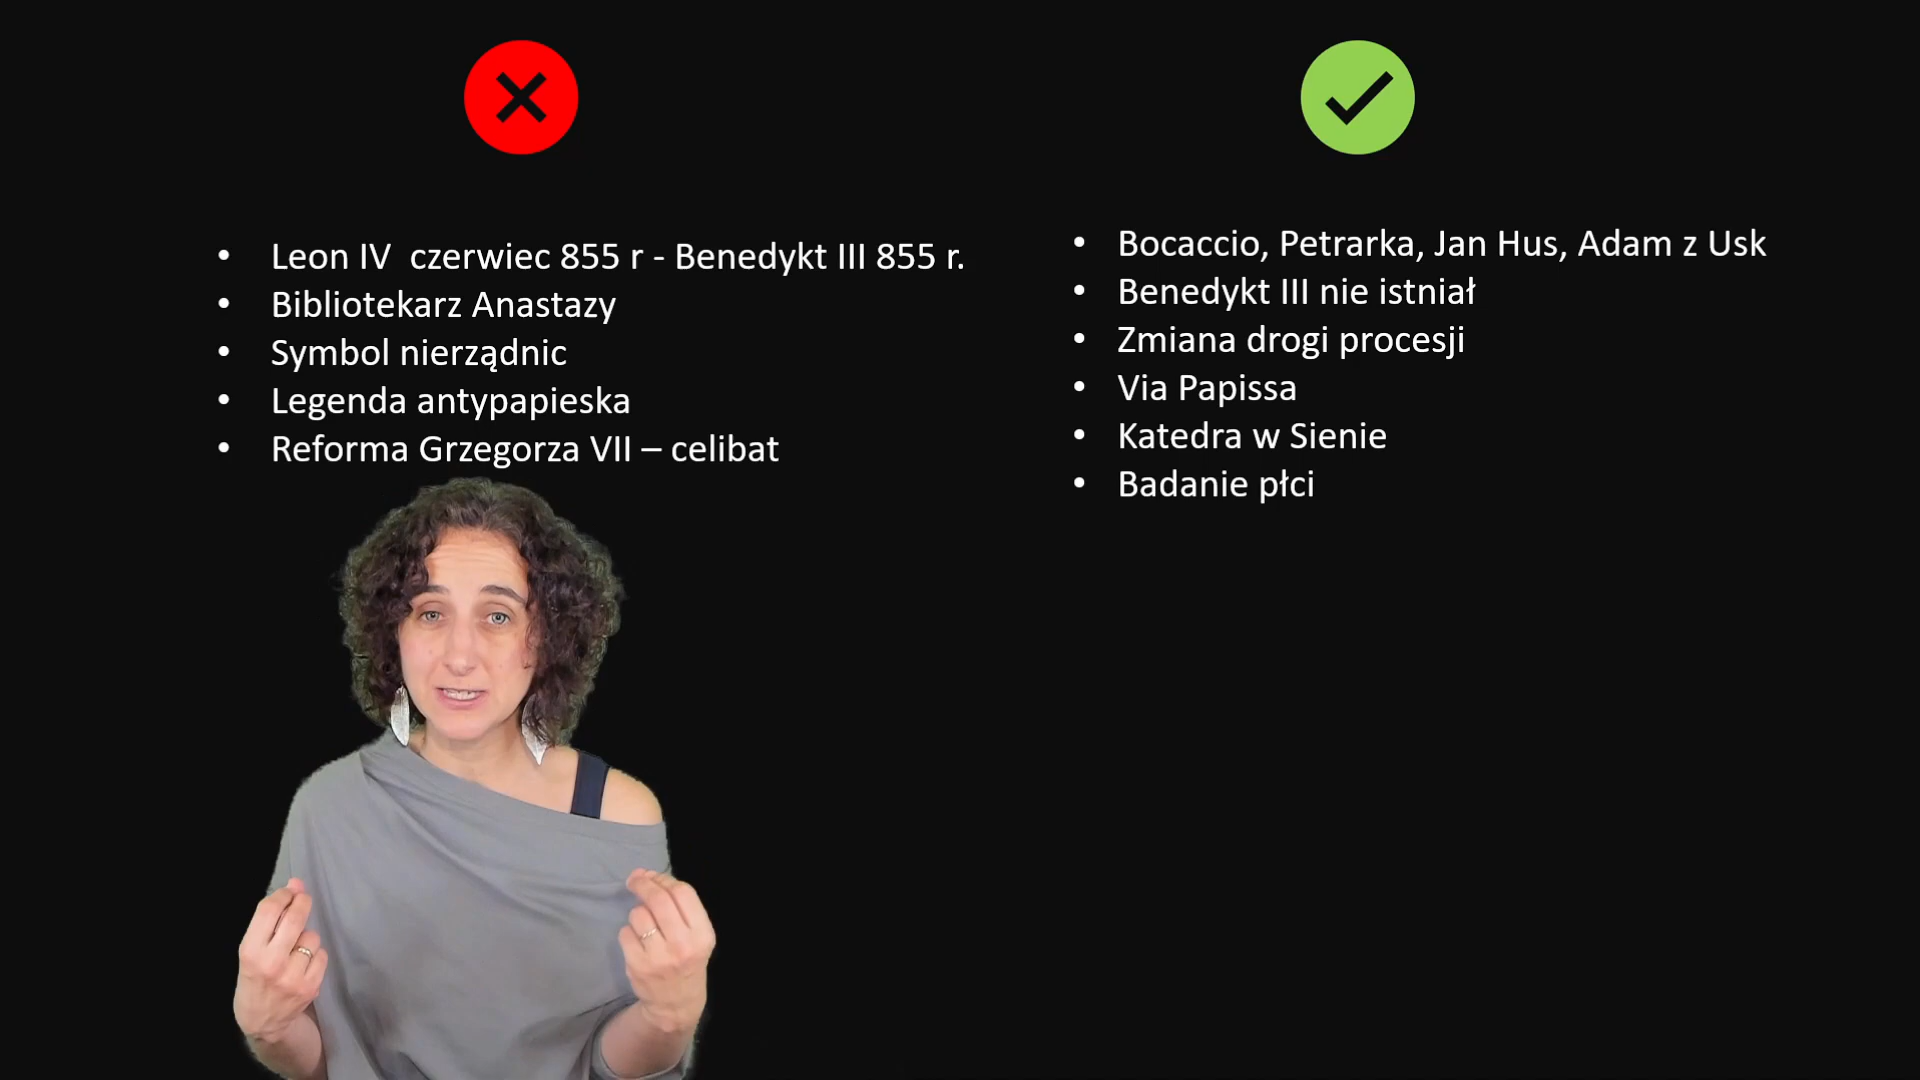 Leon IV  czerwiec 855 r - Benedykt III 855 r.
Bibliotekarz Anastazy
Symbol nierządnic
Legenda antypapieska
Reforma Grzegorza VII – celibat
Bocaccio, Petrarka, Jan Hus, Adam z Usk
Benedykt III nie istniał
Zmiana drogi procesji
Via Papissa
Katedra w Sienie
Badanie płci